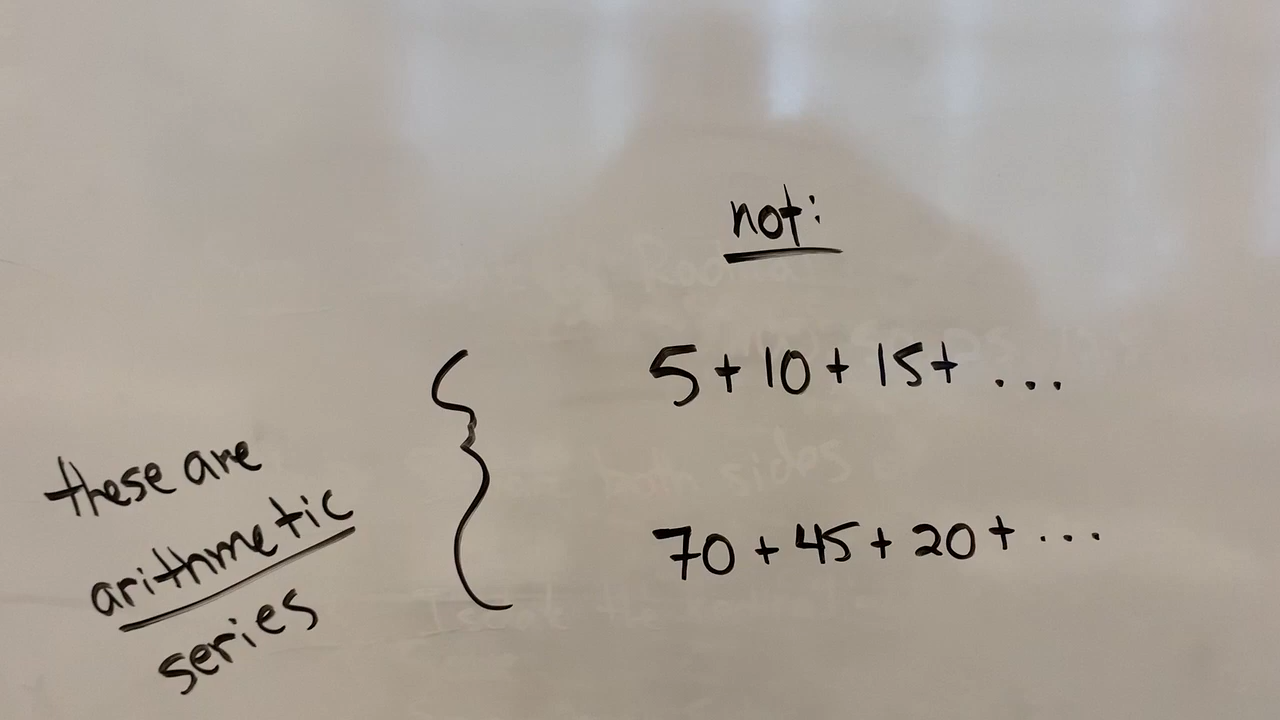 not:
5 + 10 + 15 + ...
70 + 45 + 20 + ...
these are
arithmetic
series